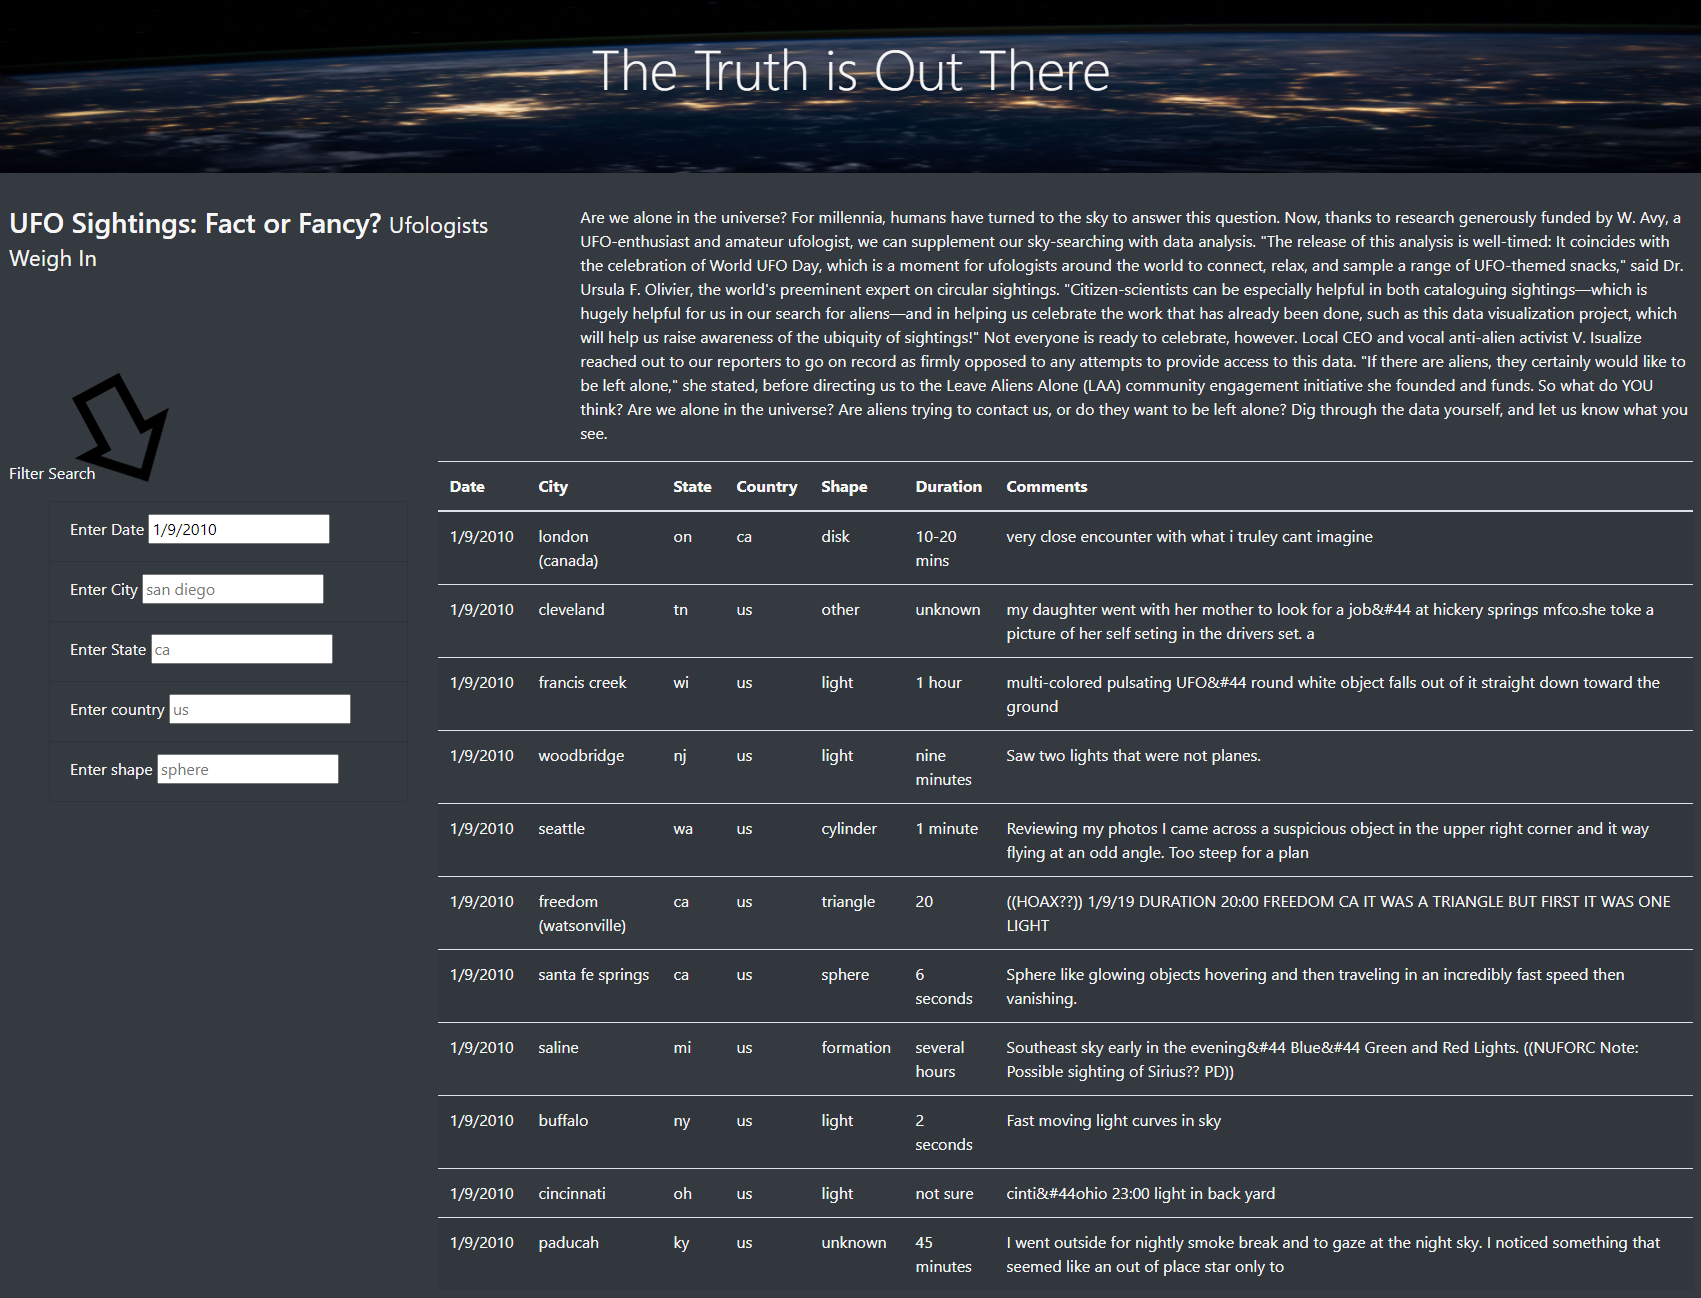 The Truth is Out There
UFO Sightings: Fact or Fancy? Ufologists
Weigh In
Are we alone in the universe? For millennia, humans have turned to the sky to answer this question. Now, thanks to research generously funded by W. Avy, a
UFO-enthusiast and amateur ufologist, we can supplement our sky-searching with data analysis. "The release of this analysis is well-timed: It coincides with
the celebration of World UFO Day, which is a moment for ufologists around the world to connect, relax, and sample a range of UFO-themed snacks," said Dr.
Ursula F. Olivier, the world's preeminent expert on circular sightings. "Citizen-scientists can be especially helpful in both cataloguing sightings—which is
hugely helpful for us in our search for aliens—and in helping us celebrate the work that has already been done, such as this data visualization project, which
will help us raise awareness of the ubiquity of sightings!" Not everyone is ready to celebrate, however. Local CEO and vocal anti-alien activist V. Isualize
reached out to our reporters to go on record as firmly opposed to any attempts to provide access to this data. "If there are aliens, they certainly would like to
be left alone," she stated, before directing us to the Leave Aliens Alone (LAA) community engagement initiative she founded and funds. So what do YOU
think? Are we alone in the universe? Are aliens trying to contact us, or do they want to be left alone? Dig through the data yourself, and let us know what you
see.
Filter Search
Enter Date 1/9/2010
Enter City san diego
Enter State ca
Enter country us
Enter shape sphere
Date City State Country Shape Duration Comments
1/9/2010 london on ca disk 10-20 very close encounter with what i truley cant imagine
(canada) mins
1/9/2010 cleveland tn us other unknown my daughter went with her mother to look for a job&#44 at hickery springs mfco.she toke a
picture of her self seting in the drivers set. a
1/9/2010 francis creek wi us light 1 hour multi-colored pulsating UFO&#44 round white object falls out of it straight down toward the
ground
1/9/2010 woodbridge nj us light nine Saw two lights that were not planes.
minutes
1/9/2010 seattle wa us cylinder 1 minute Reviewing my photos I came across a suspicious object in the upper right corner and it way
flying at an odd angle. Too steep for a plan
1/9/2010 freedom ca us triangle 20 ((HOAX??)) 1/9/19 DURATION 20:00 FREEDOM CA IT WAS A TRIANGLE BUT FIRST IT WAS ONE
(watsonville) LIGHT
1/9/2010 santa fe springs ca us sphere 6 Sphere like glowing objects hovering and then traveling in an incredibly fast speed then
seconds vanishing.
1/9/2010 saline mi us formation several Southeast sky early in the evening&#44 Blue&#44 Green and Red Lights. ((NUFORC Note:
hours Possible sighting of Sirius?? PD))
1/9/2010 buffalo ny us light 2 Fast moving light curves in sky
seconds
1/9/2010 cincinnati oh us light not sure cinti&#44ohio 23:00 light in back yard
1/9/2010 paducah ky us unknown 45 I went outside for nightly smoke break and to gaze at the night sky. I noticed something that
minutes seemed like an out of place star only to